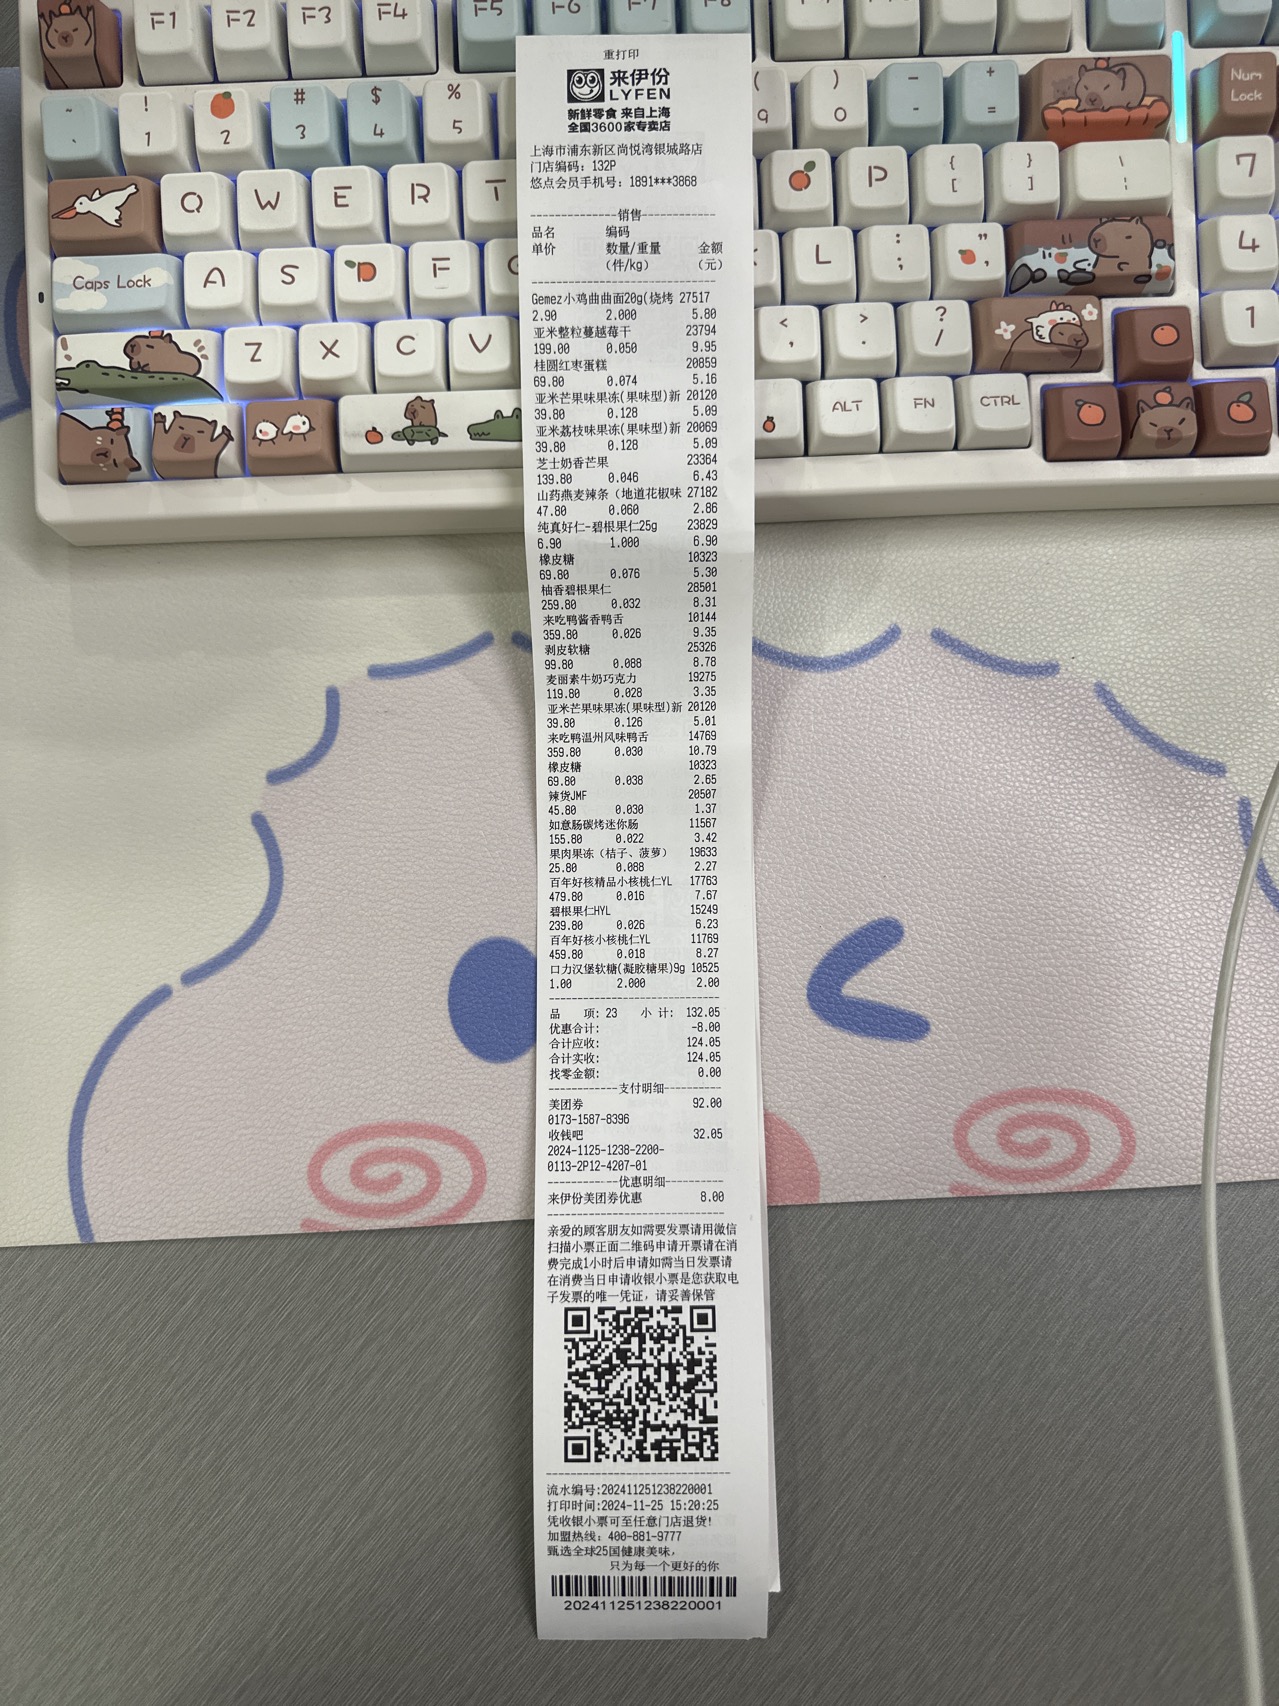 F1 F2 F3 F4 F5 F6 F7 F8
~ ` ! 1 2 # 3 $ 4 % 5 ( 9 ) 0 - - + = Num Lock
Q W E R T P { [ } ] \ ¦ 7
Caps Lock A S D F L : ; " , 4
Z X C V < , > . ? / 1
ALT FN CTRL
重打印
来伊份
LYFEN
新鲜零食 来自上海
全国3600家专卖店
上海市浦东新区尚悦湾银城路店
门店编码：132P
悠点会员手机号：1891***3868
--------------销售------------
品名 编码
单价 数量/重量 金额
（件/kg） （元）
------------------------------
Gemez小鸡曲曲面20g(烧烤 27517
2.90 2.000 5.80
亚米整粒蔓越莓干 23794
199.00 0.050 9.95
桂圆红枣蛋糕 20859
69.80 0.074 5.16
亚米芒果味果冻(果味型)新 20120
39.80 0.128 5.09
亚米荔枝味果冻(果味型)新 20069
39.80 0.128 5.09
芝士奶香芒果 23364
139.80 0.046 6.43
山药燕麦辣条（地道花椒味 27182
47.80 0.060 2.86
纯真好仁-碧根果仁25g 23829
6.90 1.000 6.90
橡皮糖 10323
69.80 0.076 5.30
柚香碧根果仁 28501
259.80 0.032 8.31
来吃鸭酱香鸭舌 10144
359.80 0.026 9.35
剥皮软糖 25326
99.80 0.088 8.78
麦丽素牛奶巧克力 19275
119.80 0.028 3.35
亚米芒果味果冻(果味型)新 20120
39.80 0.126 5.01
来吃鸭温州风味鸭舌 14769
359.80 0.030 10.79
橡皮糖 10323
69.80 0.038 2.65
辣货JMF 20507
45.80 0.030 1.37
如意肠碳烤迷你肠 11567
155.80 0.022 3.42
果肉果冻（桔子、菠萝） 19633
25.80 0.088 2.27
百年好核精品小核桃仁YL 17763
479.80 0.016 7.67
碧根果仁HYL 15249
239.80 0.026 6.23
百年好核小核桃仁YL 11769
459.80 0.018 8.27
口力汉堡软糖(凝胶糖果)9g 10525
1.00 2.000 2.00
------------------------------
品 项: 23 小 计: 132.05
优惠合计: -8.00
合计应收: 124.05
合计实收: 124.05
找零金额: 0.00
------------支付明细----------
美团券 92.00
0173-1587-8396
收钱吧 32.05
2024-1125-1238-2200-
0113-2P12-4207-01
------------优惠明细----------
来伊份美团券优惠 8.00
------------------------------
亲爱的顾客朋友如需要发票请用微信
扫描小票正面二维码申请开票请在消
费完成1小时后申请如需当日发票请
在消费当日申请收银小票是您获取电
子发票的唯一凭证，请妥善保管
------------------------------
流水编号:202411251238220001
打印时间:2024-11-25 15:20:25
凭收银小票可至任意门店退货!
加盟热线：400-881-9777
甄选全球25国健康美味，
只为每一个更好的你
202411251238220001